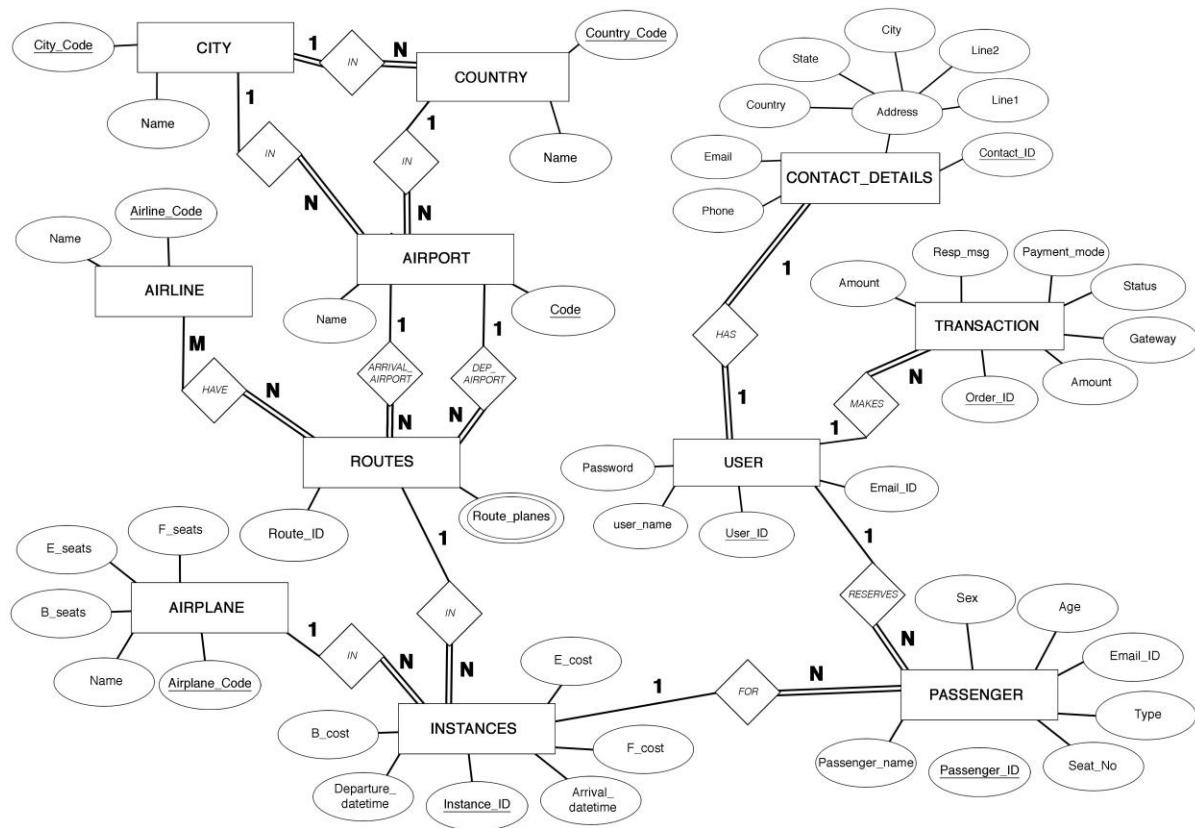 City_Code
CITY
1
IN
N
Country_Code
COUNTRY
Name
1
1
Name
IN
IN
N
N
City
State
Line2
Country
Address
Line1
Email
Contact_ID
CONTACT_DETAILS
Phone
1
Airline_Code
Name
AIRLINE
AIRPORT
Name
Code
M
1
1
HAVE
N
ARRIVAL_
AIRPORT
DEP_
AIRPORT
N
N
Resp_msg
Payment_mode
Amount
Status
TRANSACTION
Gateway
Amount
Order_ID
HAS
MAKES
N
1
1
ROUTES
Route_ID
Route_planes
USER
Password
Email_ID
user_name
User_ID
1
1
F_seats
E_seats
AIRPLANE
B_seats
Name
Airplane_Code
1
IN
N
IN
N
RESERVES
N
Sex
Age
Email_ID
PASSENGER
Type
Passenger_name
Passenger_ID
Seat_No
E_cost
1
FOR
N
INSTANCES
B_cost
F_cost
Departure_
datetime
Instance_ID
Arrival_
datetime